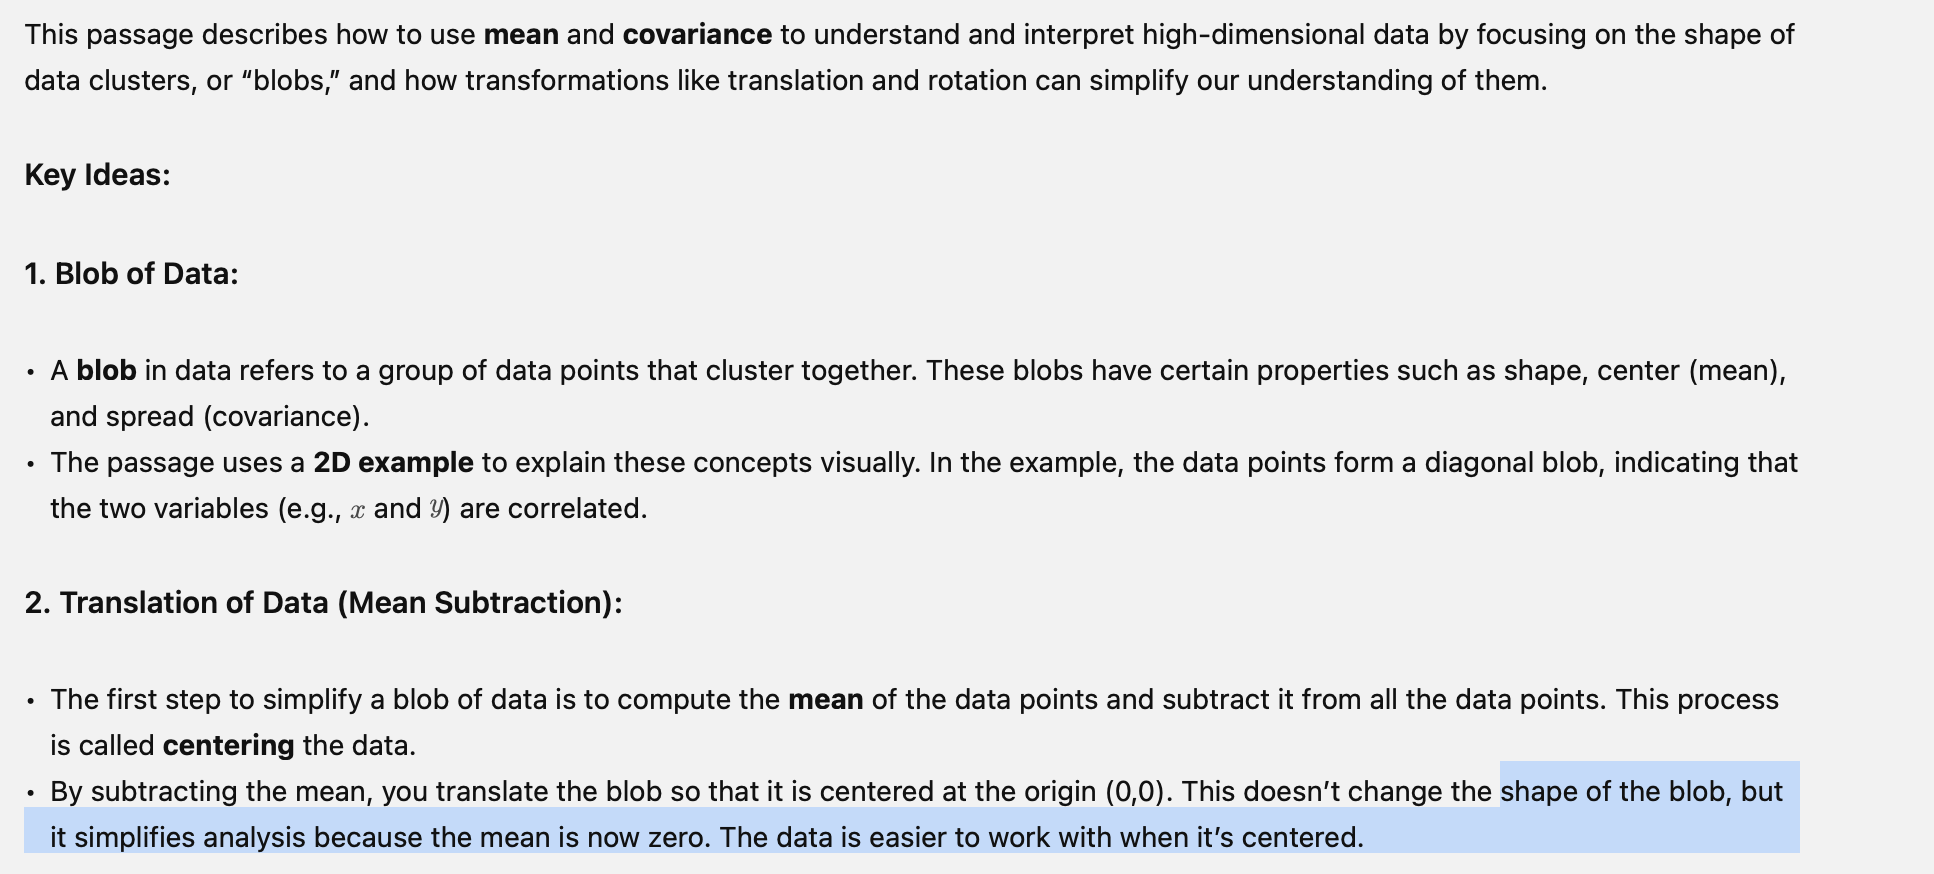 This passage describes how to use mean and covariance to understand and interpret high-dimensional data by focusing on the shape of
data clusters, or “blobs,” and how transformations like translation and rotation can simplify our understanding of them.
Key Ideas:
1. Blob of Data:
• A blob in data refers to a group of data points that cluster together. These blobs have certain properties such as shape, center (mean),
and spread (covariance).
• The passage uses a 2D example to explain these concepts visually. In the example, the data points form a diagonal blob, indicating that
the two variables (e.g., x and y) are correlated.
2. Translation of Data (Mean Subtraction):
• The first step to simplify a blob of data is to compute the mean of the data points and subtract it from all the data points. This process
is called centering the data.
• By subtracting the mean, you translate the blob so that it is centered at the origin (0,0). This doesn’t change the shape of the blob, but
it simplifies analysis because the mean is now zero. The data is easier to work with when it’s centered.